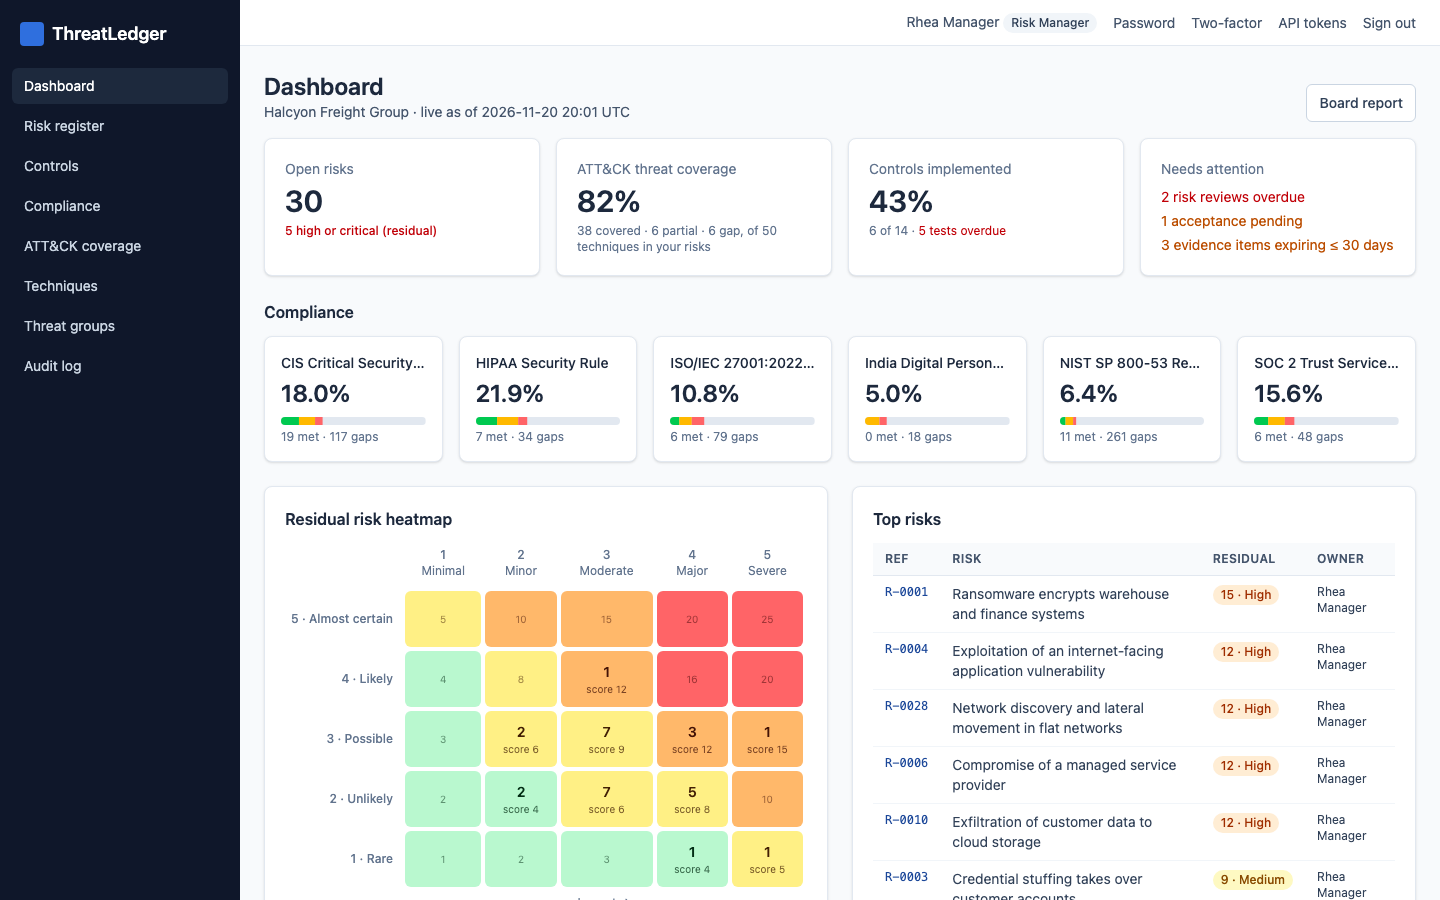 ThreatLedger
Dashboard
Risk register
Controls
Compliance
ATT&CK coverage
Techniques
Threat groups
Audit log
Rhea Manager Risk Manager Password Two-factor API tokens Sign out
Dashboard
Halcyon Freight Group · live as of 2026-11-20 20:01 UTC
Board report
Open risks
30
5 high or critical (residual)
ATT&CK threat coverage
82%
38 covered · 6 partial · 6 gap, of 50
techniques in your risks
Controls implemented
43%
6 of 14 · 5 tests overdue
Needs attention
2 risk reviews overdue
1 acceptance pending
3 evidence items expiring ≤ 30 days
Compliance
CIS Critical Security...
18.0%
19 met · 117 gaps
HIPAA Security Rule
21.9%
7 met · 34 gaps
ISO/IEC 27001:2022...
10.8%
6 met · 79 gaps
India Digital Person...
5.0%
0 met · 18 gaps
NIST SP 800-53 Re...
6.4%
11 met · 261 gaps
SOC 2 Trust Service...
15.6%
6 met · 48 gaps
Residual risk heatmap
1 2 3 4 5
Minimal Minor Moderate Major Severe
5 · Almost certain 5 10 15 20 25
4 · Likely 4 8 1 16 20
score 12
3 · Possible 3 2 7 3 1
score 6 score 9 score 12 score 15
2 · Unlikely 2 2 7 5 10
score 4 score 6 score 8
1 · Rare 1 2 3 1 1
score 4 score 5
Top risks
REF RISK RESIDUAL OWNER
R-0001 Ransomware encrypts warehouse and finance systems 15 · High Rhea Manager
R-0004 Exploitation of an internet-facing application vulnerability 12 · High Rhea Manager
R-0028 Network discovery and lateral movement in flat networks 12 · High Rhea Manager
R-0006 Compromise of a managed service provider 12 · High Rhea Manager
R-0010 Exfiltration of customer data to cloud storage 12 · High Rhea Manager
R-0003 Credential stuffing takes over customer accounts 9 · Medium Rhea Manager